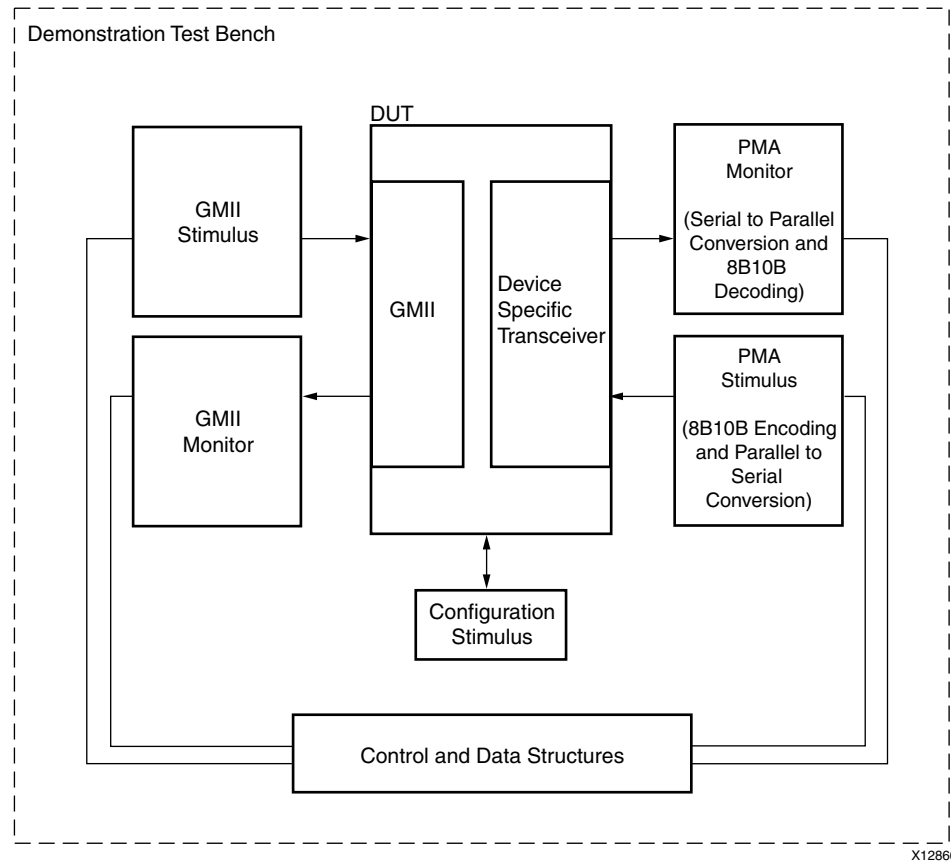 Demonstration Test Bench
DUT
GMII
Stimulus
GMII
Monitor
GMII
Device
Specific
Transceiver
PMA
Monitor
(Serial to Parallel
Conversion and
8B10B
Decoding)
PMA
Stimulus
(8B10B Encoding
and Parallel to
Serial
Conversion)
Configuration
Stimulus
Control and Data Structures